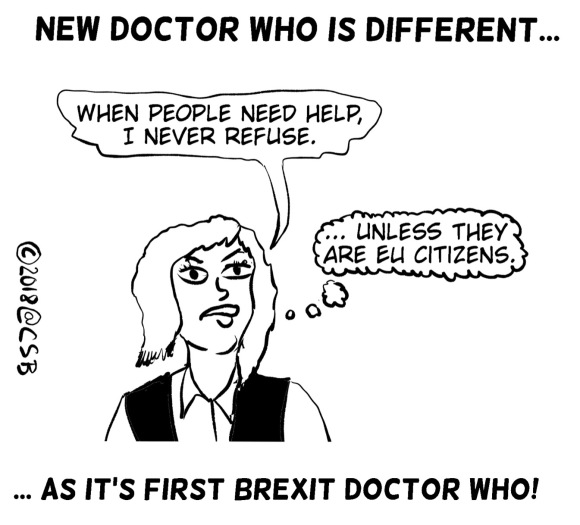 NEW DOCTOR WHO IS DIFFERENT...
WHEN PEOPLE NEED HELP,
I NEVER REFUSE.
... UNLESS THEY
ARE EU CITIZENS.
©2018@CSB
... AS IT'S FIRST BREXIT DOCTOR WHO!